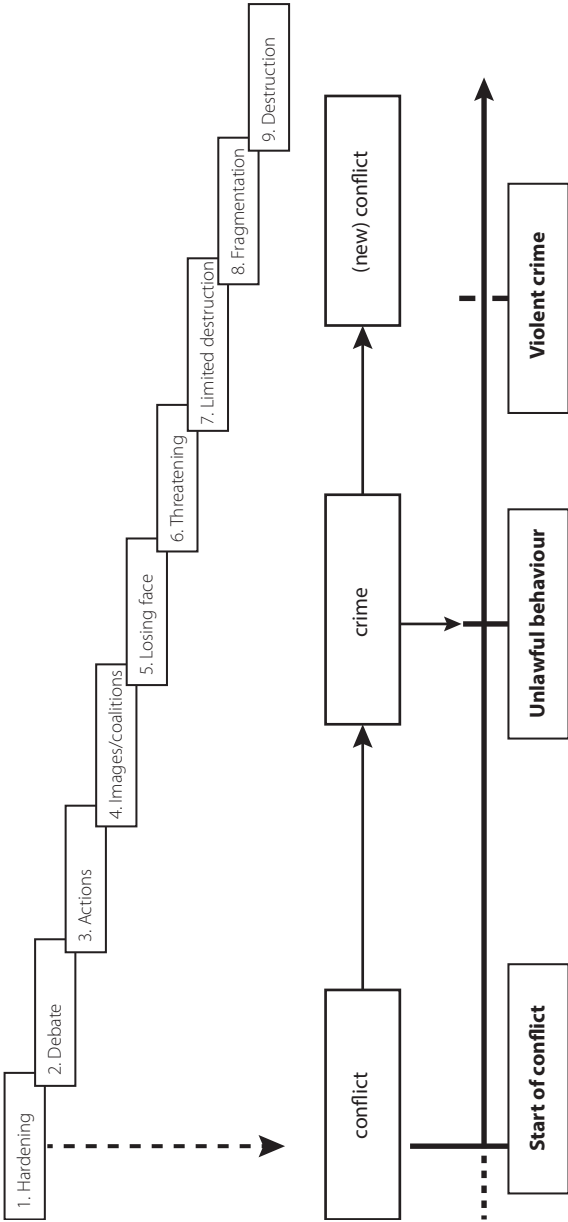 1. Hardening
2. Debate
3. Actions
4. Images/coalitions
5. Losing face
6. Threatening
7. Limited destruction
8. Fragmentation
9. Destruction
conflict
crime
(new) conflict
Start of conflict
Unlawful behaviour
Violent crime